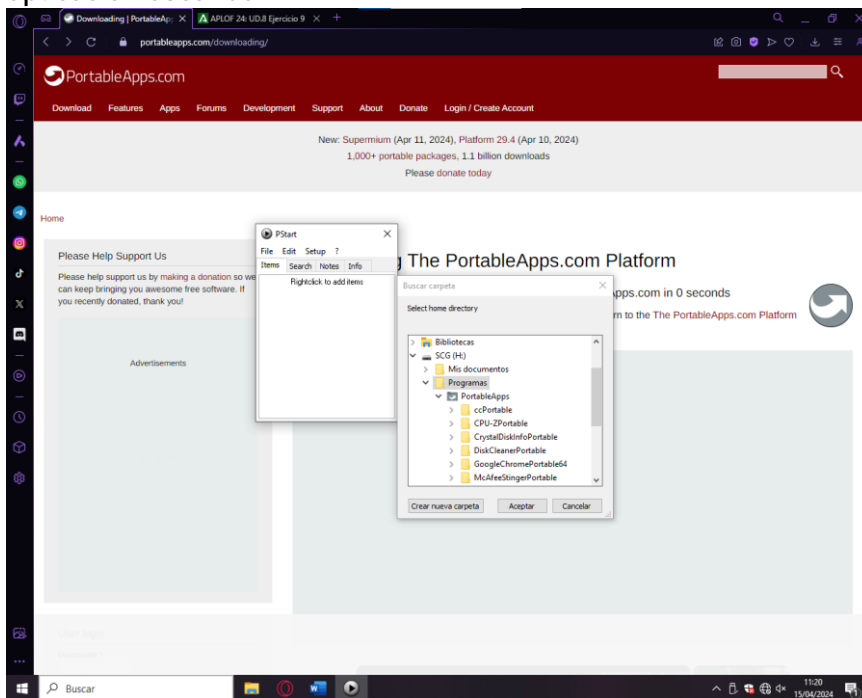 Downloading | PortableAp
APLOF 24: UD.8 Ejercicio 9
portableapps.com/downloading/
PortableApps.com
Download Features Apps Forums Development Support About Donate Login / Create Account
New: Supermium (Apr 11, 2024), Platform 29.4 (Apr 10, 2024)
1,000+ portable packages, 1.1 billion downloads
Please donate today
Home
Please Help Support Us
Please help support us by making a donation so we
can keep bringing you awesome free software. If
you recently donated, thank you!
Advertisements
PStart
File Edit Setup ?
Items Search Notes Info
Rightclick to add items
The PortableApps.com Platform
pps.com in 0 seconds
rn to the The PortableApps.com Platform
Buscar carpeta
Select home directory
Bibliotecas
SCG (H:)
Mis documentos
Programas
PortableApps
ccPortable
CPU-ZPortable
CrystalDiskInfoPortable
DiskCleanerPortable
GoogleChromePortable64
McAfeeStingerPortable
Crear nueva carpeta Aceptar Cancelar
Buscar
11:20
15/04/2024